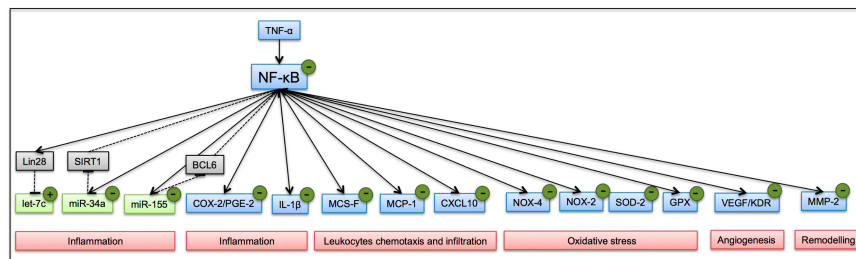 TNF-α
NF-κB −
Lin28 SIRT1 BCL6
let-7c + miR-34a − miR-155 − COX-2/PGE-2 − IL-1β − MCS-F − MCP-1 − CXCL10 − NOX-4 − NOX-2 − SOD-2 − GPX − VEGF/KDR − MMP-2 −
Inflammation Inflammation Leukocytes chemotaxis and infiltration Oxidative stress Angiogenesis Remodelling